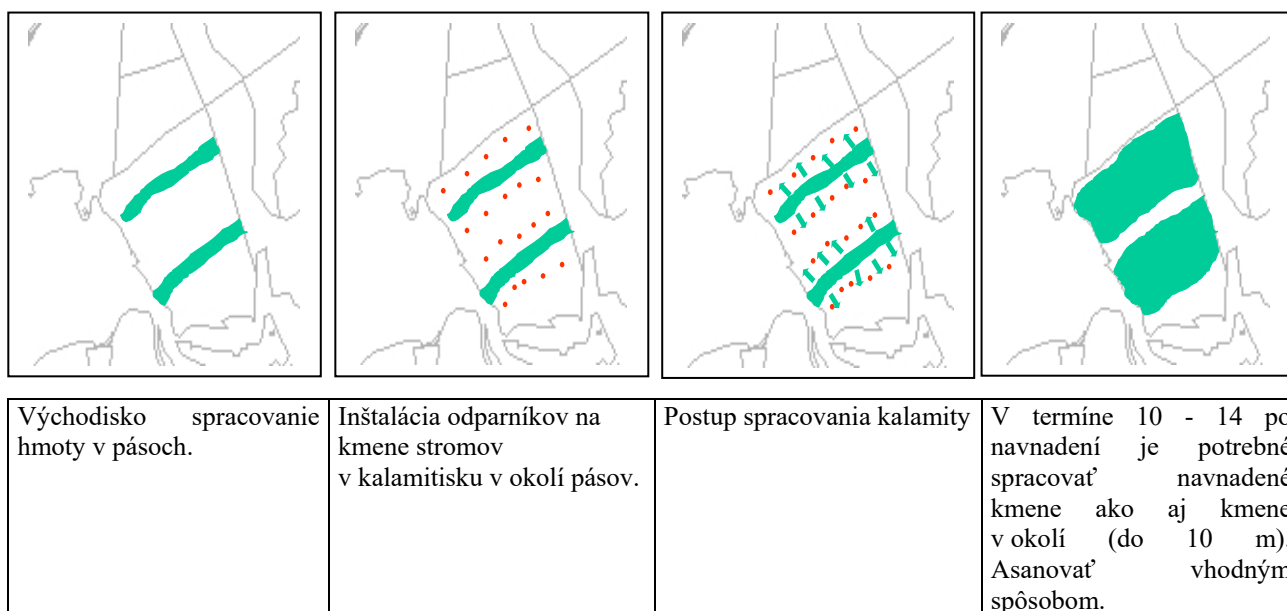 Východisko spracovanie
hmoty v pásoch.
Inštalácia odparníkov na
kmene stromov
v kalamitisku v okolí pásov.
Postup spracovania kalamity
V termíne 10 - 14 po
navnadení je potrebné
spracovať navnadené
kmene ako aj kmene
v okolí (do 10 m).
Asanovať vhodným
spôsobom.